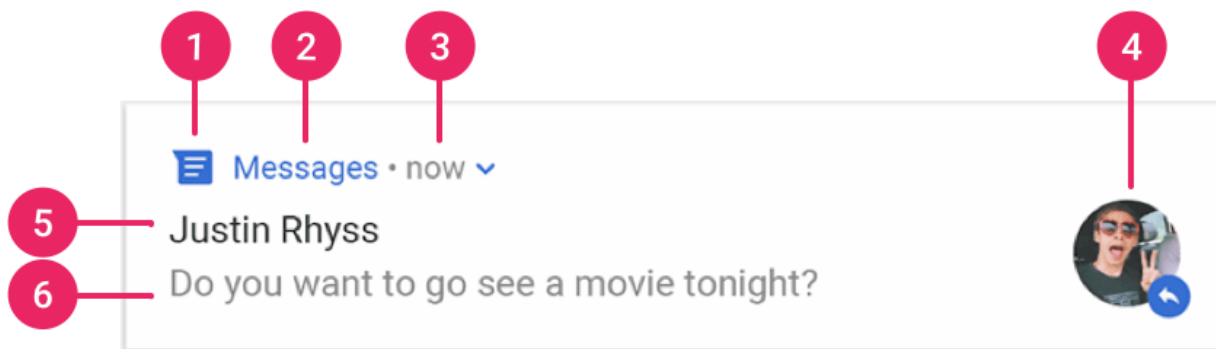 1 2 3 4
Messages • now
5 Justin Rhyss
6 Do you want to go see a movie tonight?